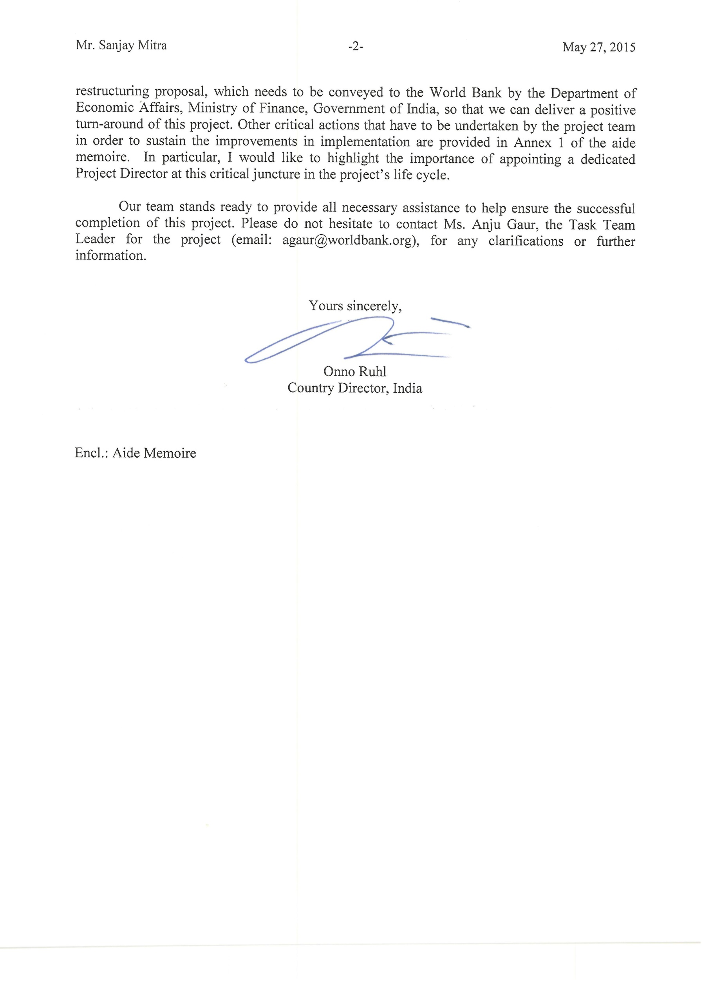 Mr. Sanjay Mitra -2- May 27, 2015
restructuring proposal, which needs to be conveyed to the World Bank by the Department of
Economic Affairs, Ministry of Finance, Government of India, so that we can deliver a positive
turn-around of this project. Other critical actions that have to be undertaken by the project team
in order to sustain the improvements in implementation are provided in Annex 1 of the aide
memoire. In particular, I would like to highlight the importance of appointing a dedicated
Project Director at this critical juncture in the project's life cycle.
Our team stands ready to provide all necessary assistance to help ensure the successful
completion of this project. Please do not hesitate to contact Ms. Anju Gaur, the Task Team
Leader for the project (email: agaur@worldbank.org), for any clarifications or further
information.
Yours sincerely,
Onno Ruhl
Country Director, India
Encl.: Aide Memoire